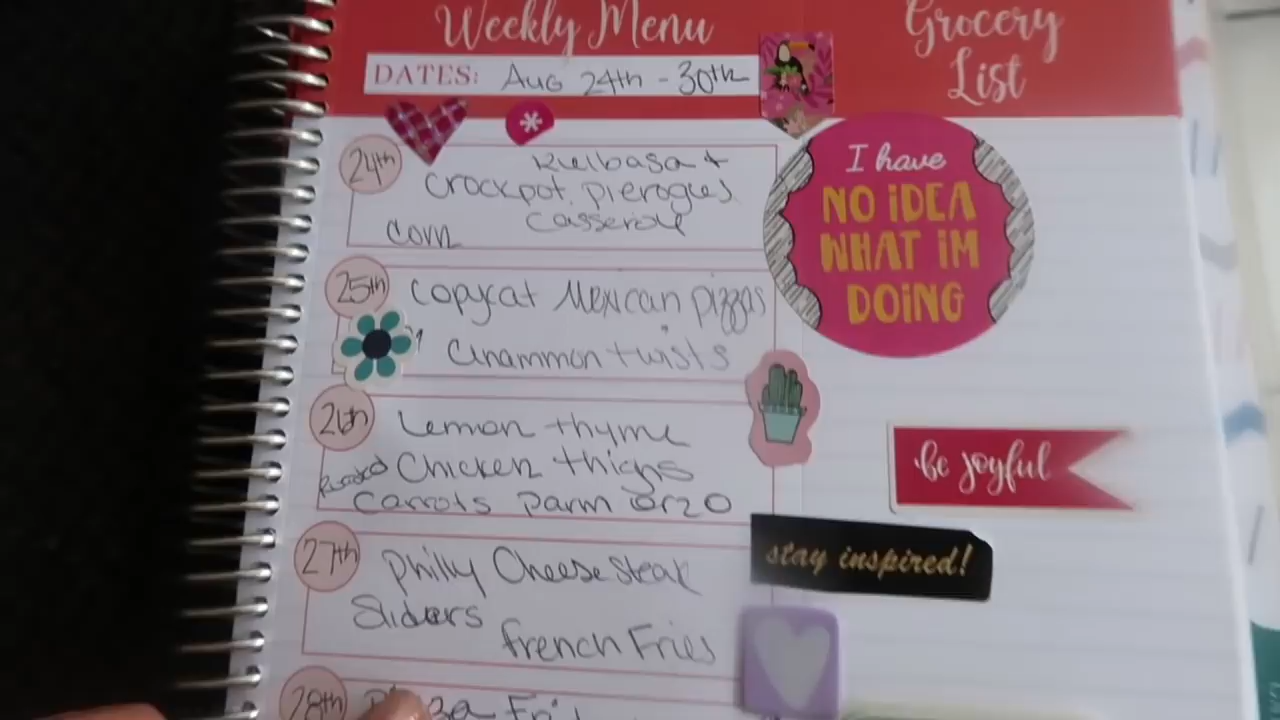 Weekly Menu
Grocery
List
DATES: Aug 24th - 30th
24th
Kielbasa +
Crockpot pierogies
Casserole
Corn
I have
NO IDEA
WHAT IM
DOING
25th
Copycat Mexican pizzas
Cinammon twists
26th
Lemon thyme
Roasted Chicken thighs
Carrots Parm orzo
be joyful
27th
Philly Cheese steak
Sliders
French Fries
stay inspired!
28th